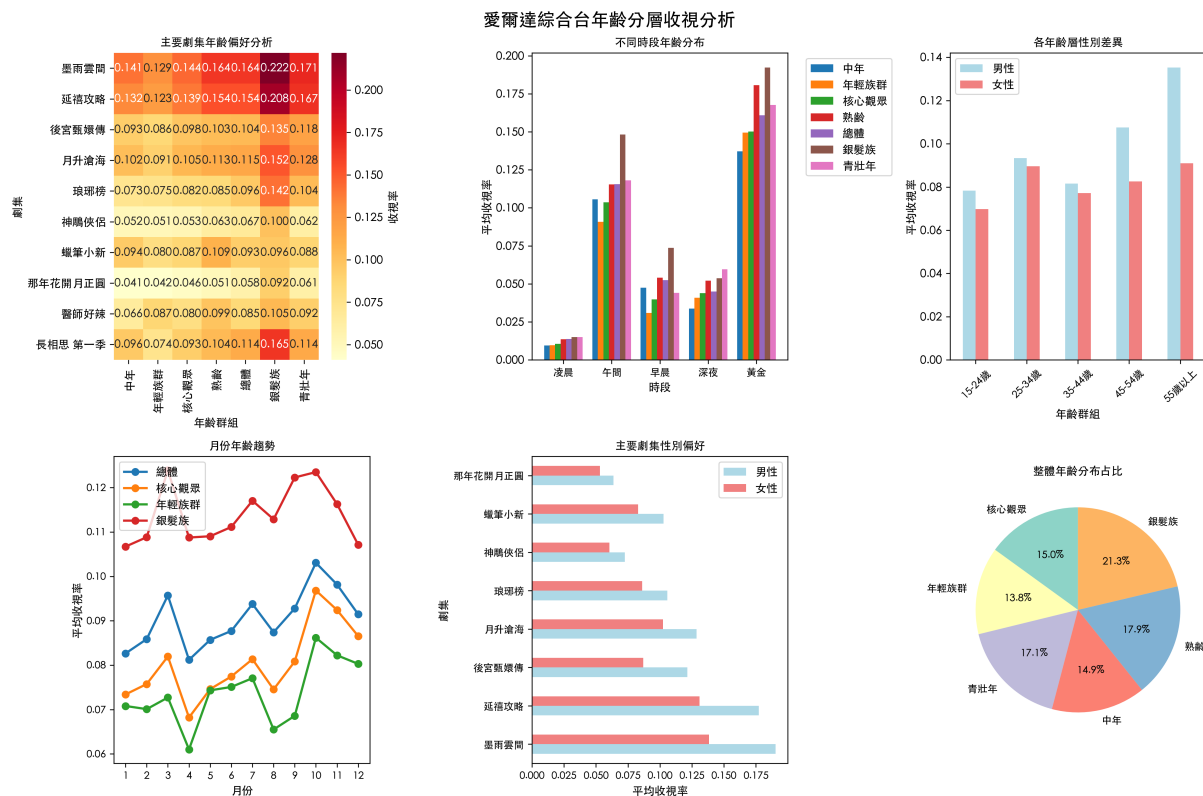 愛爾達綜合台年齡分層收視分析
主要劇集年齡偏好分析
劇集
墨雨雲間 0.141 0.129 0.144 0.164 0.164 0.222 0.171
延禧攻略 0.132 0.123 0.139 0.154 0.154 0.208 0.167
後宮甄嬛傳 0.093 0.086 0.098 0.103 0.104 0.135 0.118
月升滄海 0.102 0.091 0.105 0.113 0.115 0.152 0.128
琅琊榜 0.073 0.075 0.082 0.085 0.096 0.142 0.104
神鵰俠侶 0.052 0.051 0.053 0.063 0.067 0.100 0.062
蠟筆小新 0.094 0.080 0.087 0.109 0.093 0.096 0.088
那年花開月正圓 0.041 0.042 0.046 0.051 0.058 0.092 0.061
醫師好辣 0.066 0.087 0.080 0.099 0.085 0.105 0.092
長相思 第一季 0.096 0.074 0.093 0.104 0.114 0.165 0.114
中年 年輕族群 核心觀眾 熟齡 總體 銀髮族 青壯年
年齡群組
0.200
0.175
0.150
0.125
0.100
0.075
0.050
收視率
不同時段年齡分布
平均收視率
0.200
0.175
0.150
0.125
0.100
0.075
0.050
0.025
0.000
凌晨 午間 早晨 深夜 黃金
時段
中年
年輕族群
核心觀眾
熟齡
總體
銀髮族
青壯年
各年齡層性別差異
平均收視率
0.14
0.12
0.10
0.08
0.06
0.04
0.02
0.00
男性
女性
15-24歲 25-34歲 35-44歲 45-54歲 55歲以上
年齡群組
月份年齡趨勢
平均收視率
0.12
0.11
0.10
0.09
0.08
0.07
0.06
總體
核心觀眾
年輕族群
銀髮族
1 2 3 4 5 6 7 8 9 10 11 12
月份
主要劇集性別偏好
劇集
那年花開月正圓
蠟筆小新
神鵰俠侶
琅琊榜
月升滄海
後宮甄嬛傳
延禧攻略
墨雨雲間
男性
女性
0.000 0.025 0.050 0.075 0.100 0.125 0.150 0.175
平均收視率
整體年齡分布占比
核心觀眾
15.0%
銀髮族
21.3%
年輕族群
13.8%
熟齡
17.9%
青壯年
17.1%
中年
14.9%